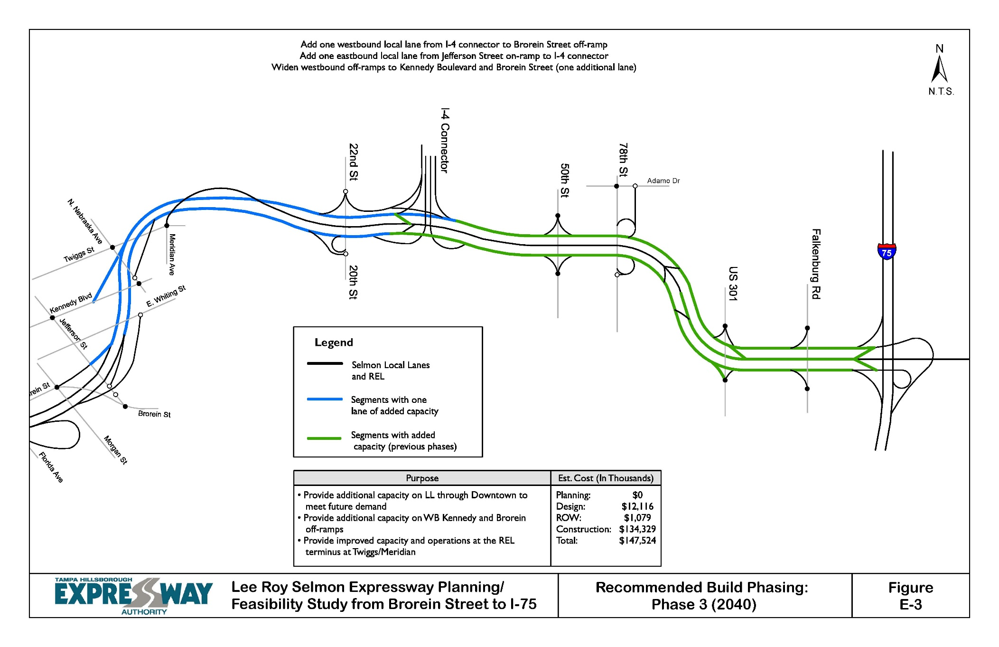 Add one westbound local lane from I-4 connector to Brorein Street off-ramp
Add one eastbound local lane from Jefferson Street on-ramp to I-4 connector
Widen westbound off-ramps to Kennedy Boulevard and Brorein Street (one additional lane)
N
N.T.S.
I-4 Connector
22nd St
78th St
50th St
Adamo Dr
N. Nebraska Ave
Twiggs St
Meridian Ave
Falkenburg Rd
75
20th St
US 301
Kennedy Blvd
E. Whiting St
Jefferson St
rein St
Brorein St
Morgan St
Florida Ave
Legend
Selmon Local Lanes
and REL
Segments with one
lane of added capacity
Segments with added
capacity (previous phases)
Purpose
Est. Cost (In Thousands)
• Provide additional capacity on LL through Downtown to
meet future demand
• Provide additional capacity on WB Kennedy and Brorein
off-ramps
• Provide improved capacity and operations at the REL
terminus at Twiggs/Meridian
Planning: $0
Design: $12,116
ROW: $1,079
Construction: $134,329
Total: $147,524
TAMPA HILLSBOROUGH
EXPRESSWAY
AUTHORITY
Lee Roy Selmon Expressway Planning/
Feasibility Study from Brorein Street to I-75
Recommended Build Phasing:
Phase 3 (2040)
Figure
E-3